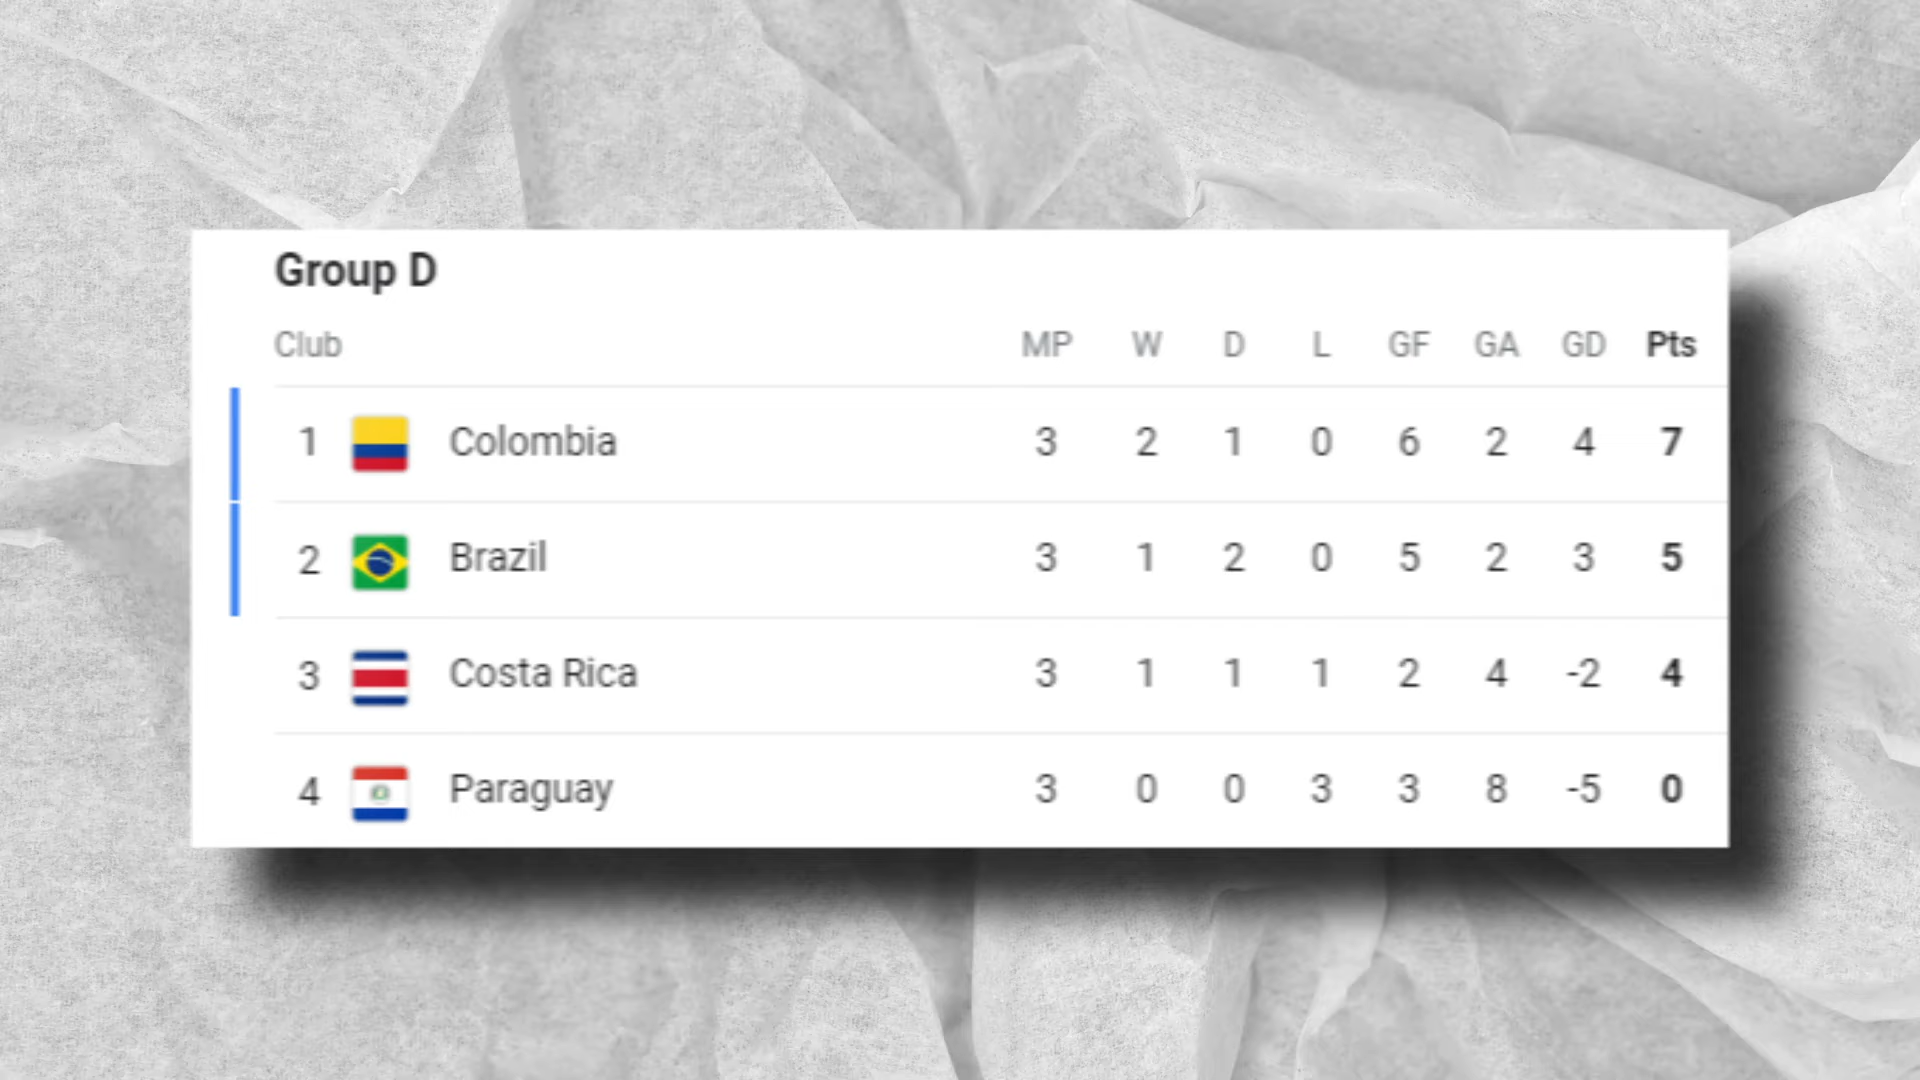 Group D
Club MP W D L GF GA GD Pts
1 Colombia 3 2 1 0 6 2 4 7
2 Brazil 3 1 2 0 5 2 3 5
3 Costa Rica 3 1 1 1 2 4 -2 4
4 Paraguay 3 0 0 3 3 8 -5 0